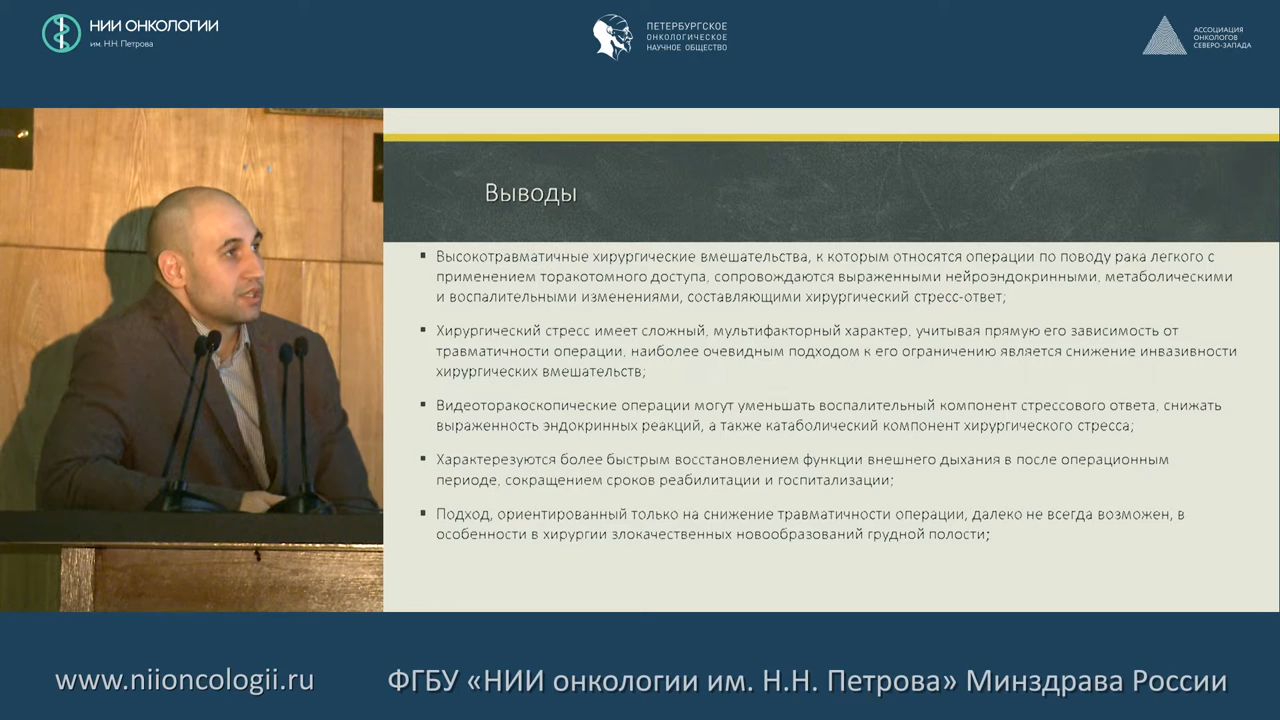 НИИ ОНКОЛОГИИ
им. Н.Н. Петрова
ПЕТЕРБУРГСКОЕ
ОНКОЛОГИЧЕСКОЕ
НАУЧНОЕ ОБЩЕСТВО
АССОЦИАЦИЯ
ОНКОЛОГОВ
СЕВЕРО-ЗАПАДА
Выводы
▪ Высокотравматичные хирургические вмешательства, к которым относятся операции по поводу рака легкого с
применением торакотомного доступа, сопровождаются выраженными нейроэндокринными, метаболическими
и воспалительными изменениями, составляющими хирургический стресс-ответ;
▪ Хирургический стресс имеет сложный, мультифакторный характер, учитывая прямую его зависимость от
травматичности операции, наиболее очевидным подходом к его ограничению является снижение инвазивности
хирургических вмешательств;
▪ Видеоторакоскопические операции могут уменьшать воспалительный компонент стрессового ответа, снижать
выраженность эндокринных реакций, а также катаболический компонент хирургического стресса;
▪ Характерезуются более быстрым восстановлением функции внешнего дыхания в после операционным
периоде, сокращением сроков реабилитации и госпитализации;
▪ Подход, ориентированный только на снижение травматичности операции, далеко не всегда возможен, в
особенности в хирургии злокачественных новообразований грудной полости;
www.niioncologii.ru
ФГБУ «НИИ онкологии им. Н.Н. Петрова» Минздрава России